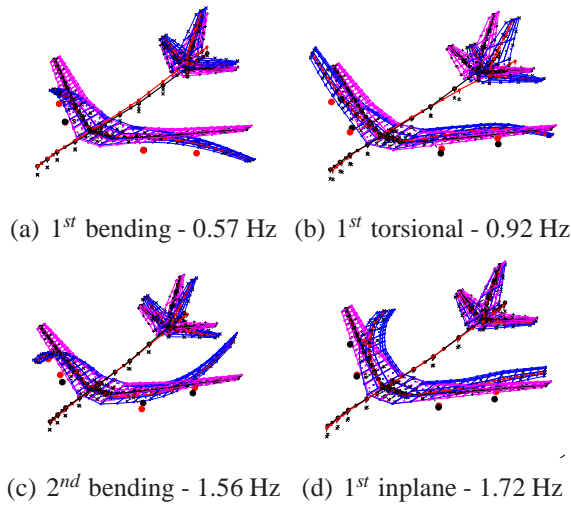 (a) 1st bending - 0.57 Hz (b) 1st torsional - 0.92 Hz
(c) 2nd bending - 1.56 Hz (d) 1st inplane - 1.72 Hz